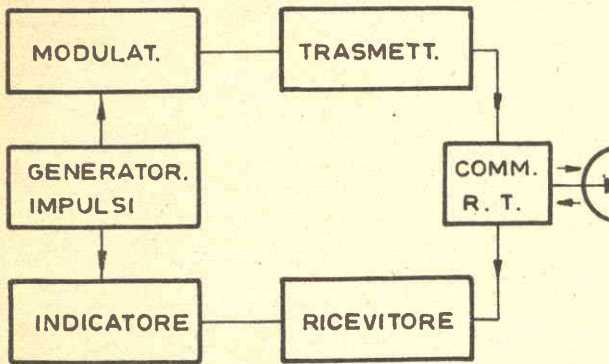 MODULAT.
TRASMETT.
GENERATOR.
IMPULSI
COMM.
R. T.
INDICATORE
RICEVITORE